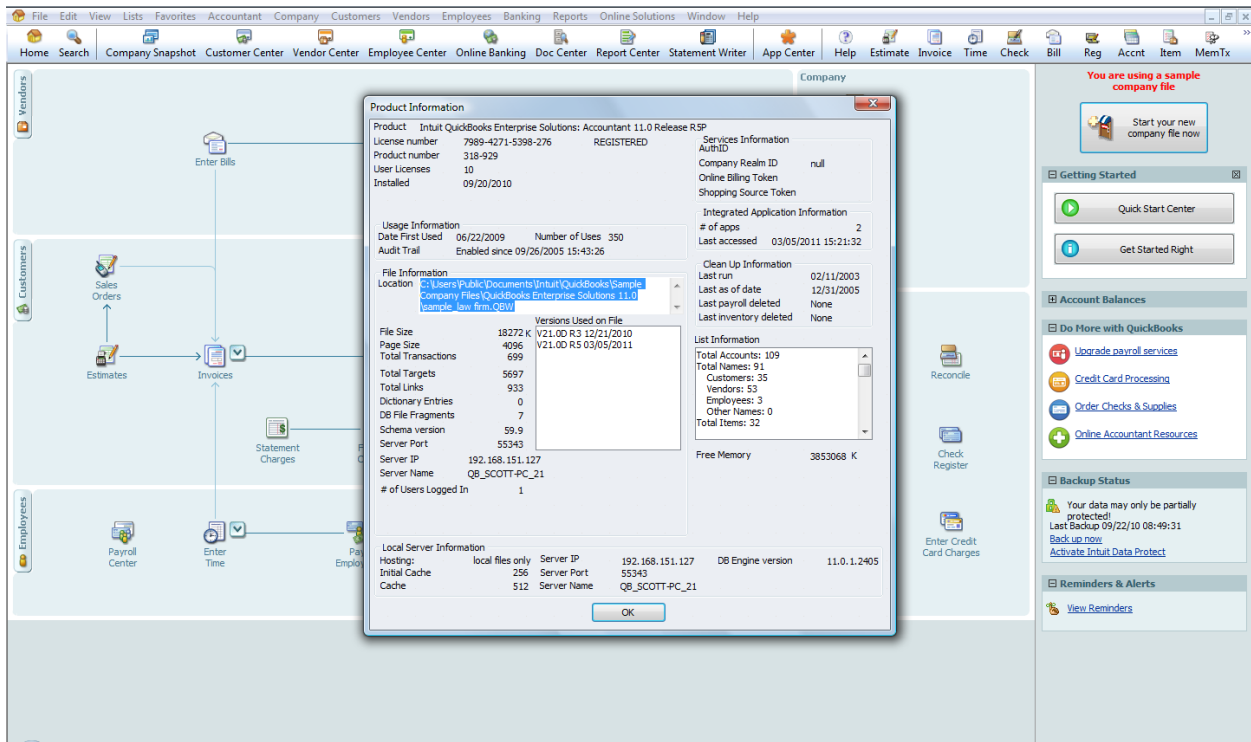 File Edit View Lists Favorites Accountant Company Customers Vendors Employees Banking Reports Online Solutions Window Help
Home Search Company Snapshot Customer Center Vendor Center Employee Center Online Banking Doc Center Report Center Statement Writer App Center Help Estimate Invoice Time Check Bill Reg Accnt Item MemTx
Vendors
Enter Bills
Company
Customers
Sales
Orders
Estimates
Invoices
Statement
Charges
Employees
Payroll
Center
Enter
Time
Pay
Employ
Reconcile
Check
Register
Enter Credit
Card Charges
Product Information
Product Intuit QuickBooks Enterprise Solutions: Accountant 11.0 Release R5P
License number 7989-4271-5398-276 REGISTERED
Product number 318-929
User Licenses 10
Installed 09/20/2010
Usage Information
Date First Used 06/22/2009 Number of Uses 350
Audit Trail Enabled since 09/26/2005 15:43:26
File Information
Location C:\Users\Public\Documents\Intuit\QuickBooks\Sample
Company Files\QuickBooks Enterprise Solutions 11.0
\sample_law firm.QBW
Versions Used on File
File Size 18272 K V21.0D R3 12/21/2010
Page Size 4096 V21.0D R5 03/05/2011
Total Transactions 699
Total Targets 5697
Total Links 933
Dictionary Entries 0
DB File Fragments 7
Schema version 59.9
Server Port 55343
Server IP 192.168.151.127
Server Name QB_SCOTT-PC_21
# of Users Logged In 1
Services Information
AuthID
Company Realm ID null
Online Billing Token
Shopping Source Token
Integrated Application Information
# of apps 2
Last accessed 03/05/2011 15:21:32
Clean Up Information
Last run 02/11/2003
Last as of date 12/31/2005
Last payroll deleted None
Last inventory deleted None
List Information
Total Accounts: 109
Total Names: 91
Customers: 35
Vendors: 53
Employees: 3
Other Names: 0
Total Items: 32
Free Memory 3853068 K
Local Server Information
Hosting: local files only Server IP 192.168.151.127 DB Engine version 11.0.1.2405
Initial Cache 256 Server Port 55343
Cache 512 Server Name QB_SCOTT-PC_21
OK
You are using a sample
company file
Start your new
company file now
Getting Started
Quick Start Center
Get Started Right
Account Balances
Do More with QuickBooks
Upgrade payroll services
Credit Card Processing
Order Checks & Supplies
Online Accountant Resources
Backup Status
Your data may only be partially
protected!
Last Backup 09/22/10 08:49:31
Back up now
Activate Intuit Data Protect
Reminders & Alerts
View Reminders